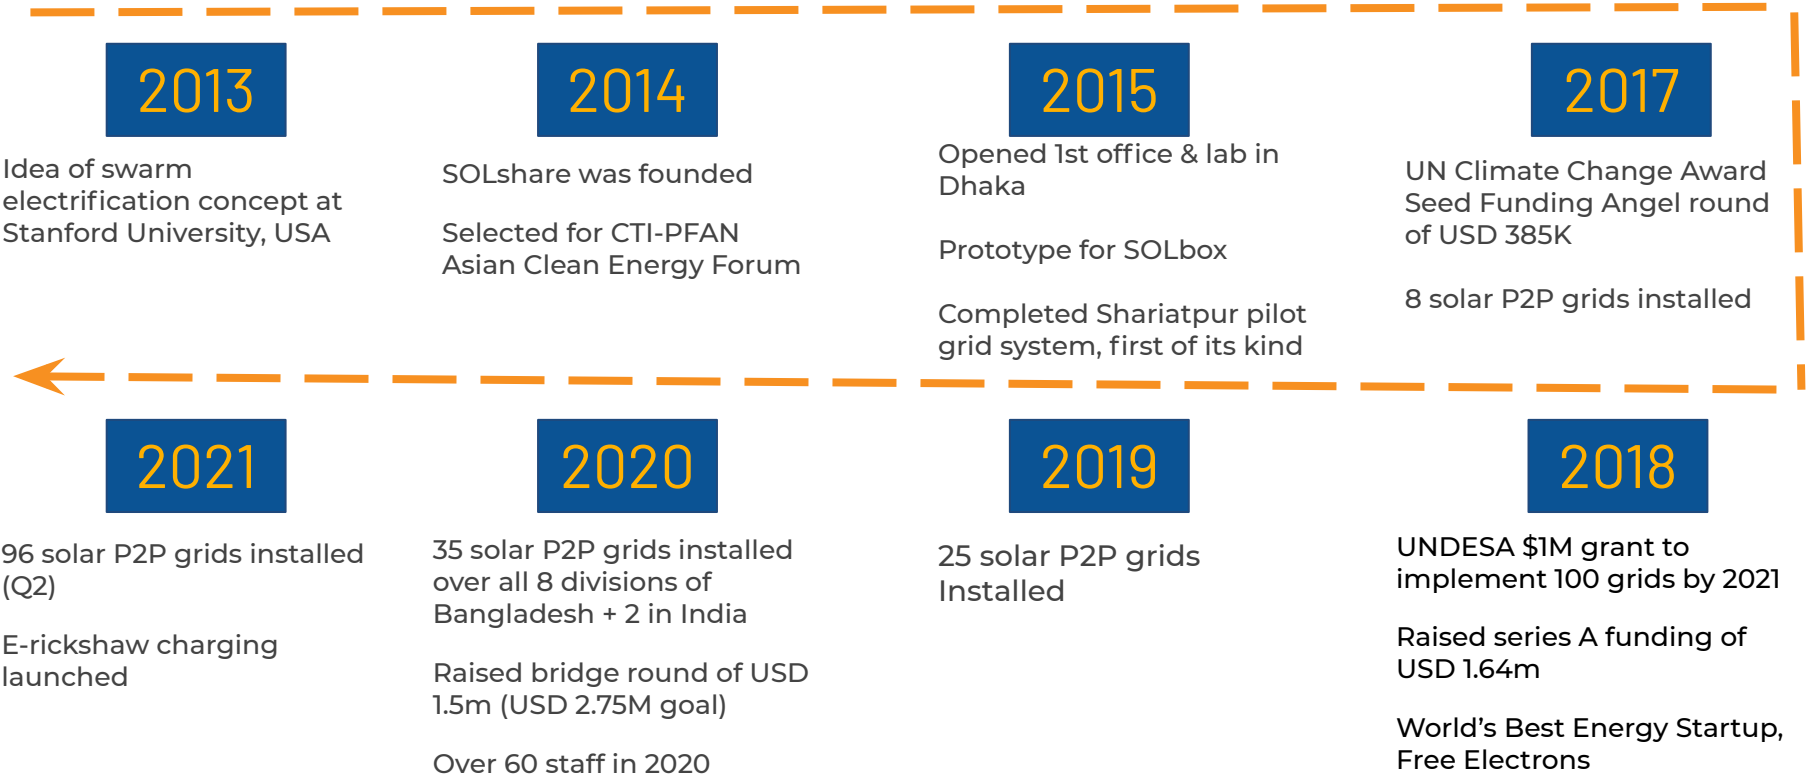 2013
Idea of swarm
electrification concept at
Stanford University, USA
2014
SOLshare was founded
Selected for CTI-PFAN
Asian Clean Energy Forum
2015
Opened 1st office & lab in
Dhaka
Prototype for SOLbox
Completed Shariatpur pilot
grid system, first of its kind
2017
UN Climate Change Award
Seed Funding Angel round
of USD 385K
8 solar P2P grids installed
2018
UNDESA $1M grant to
implement 100 grids by 2021
Raised series A funding of
USD 1.64m
World’s Best Energy Startup,
Free Electrons
2019
25 solar P2P grids
Installed
2020
35 solar P2P grids installed
over all 8 divisions of
Bangladesh + 2 in India
Raised bridge round of USD
1.5m (USD 2.75M goal)
Over 60 staff in 2020
2021
96 solar P2P grids installed
(Q2)
E-rickshaw charging
launched